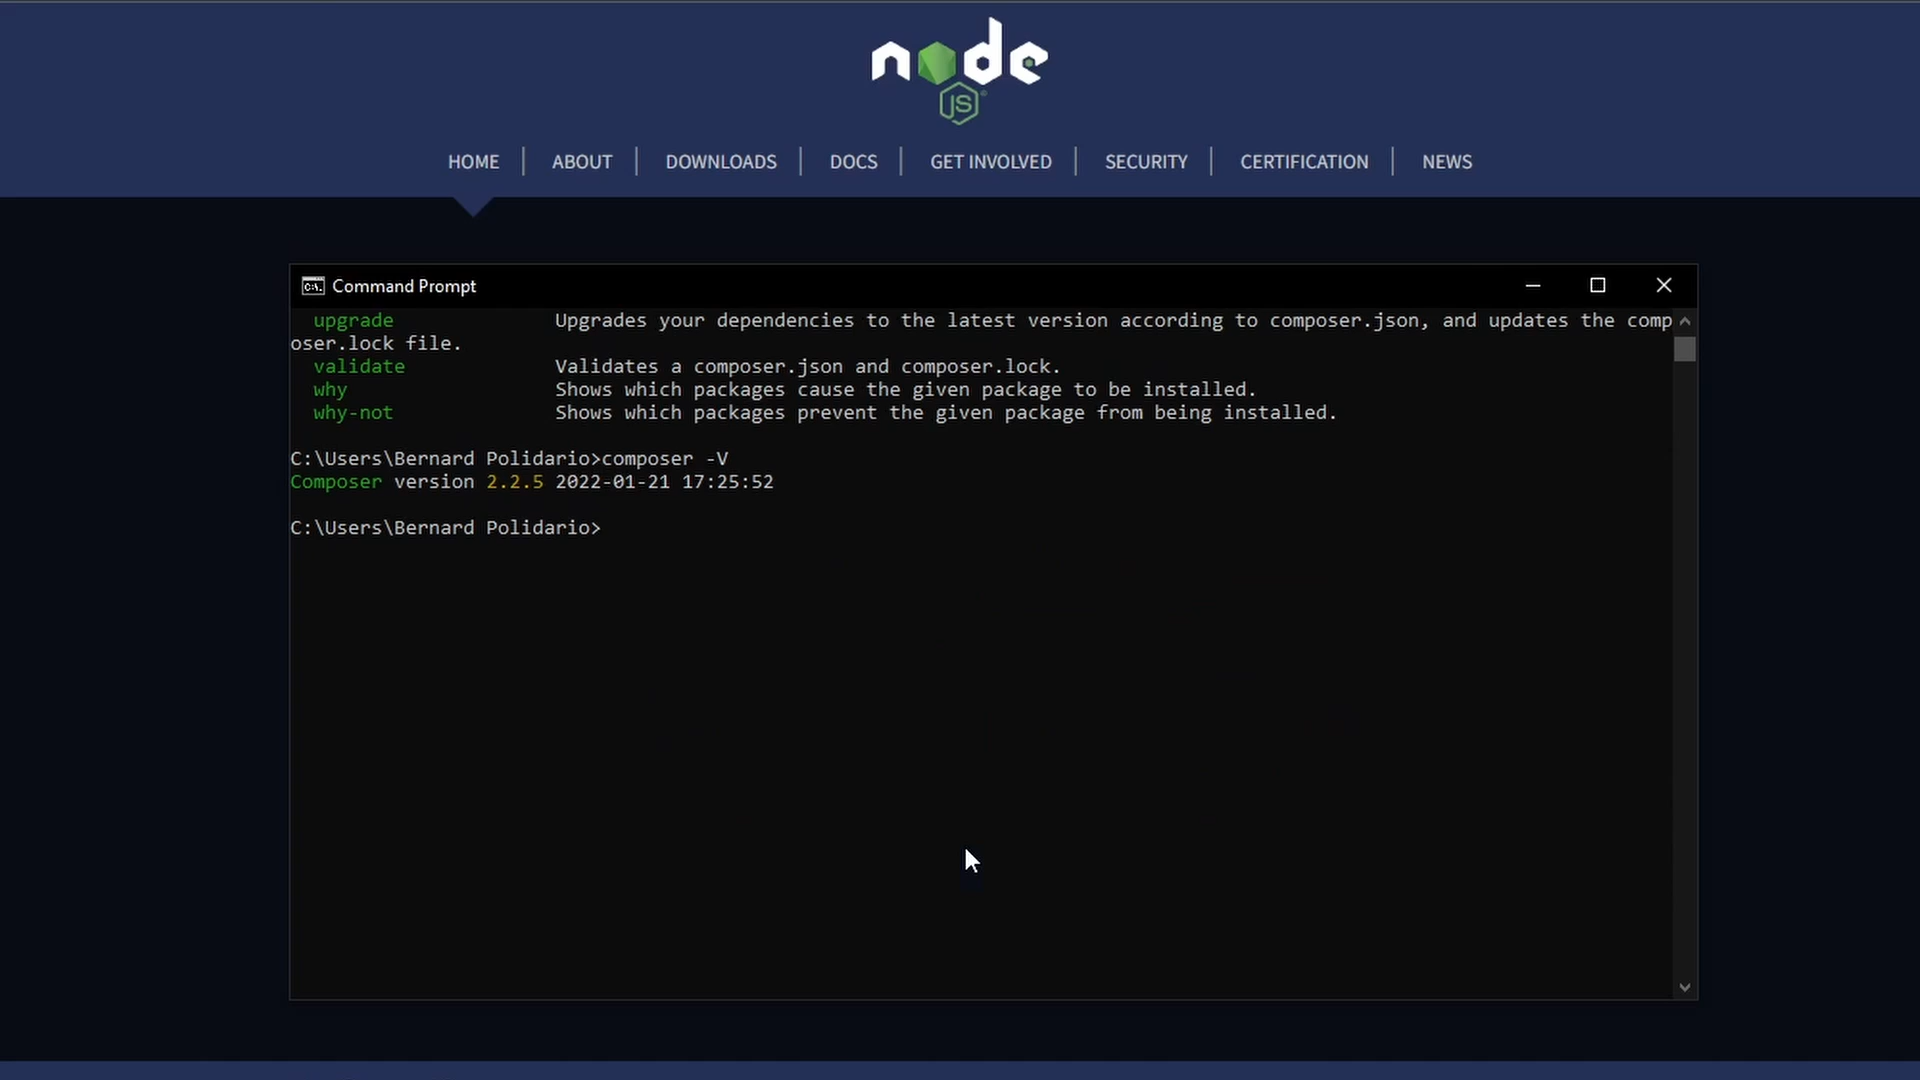 node
JS
HOME ABOUT DOWNLOADS DOCS GET INVOLVED SECURITY CERTIFICATION NEWS
Command Prompt
upgrade Upgrades your dependencies to the latest version according to composer.json, and updates the comp
oser.lock file.
validate Validates a composer.json and composer.lock.
why Shows which packages cause the given package to be installed.
why-not Shows which packages prevent the given package from being installed.
C:\Users\Bernard Polidario>composer -V
Composer version 2.2.5 2022-01-21 17:25:52
C:\Users\Bernard Polidario>